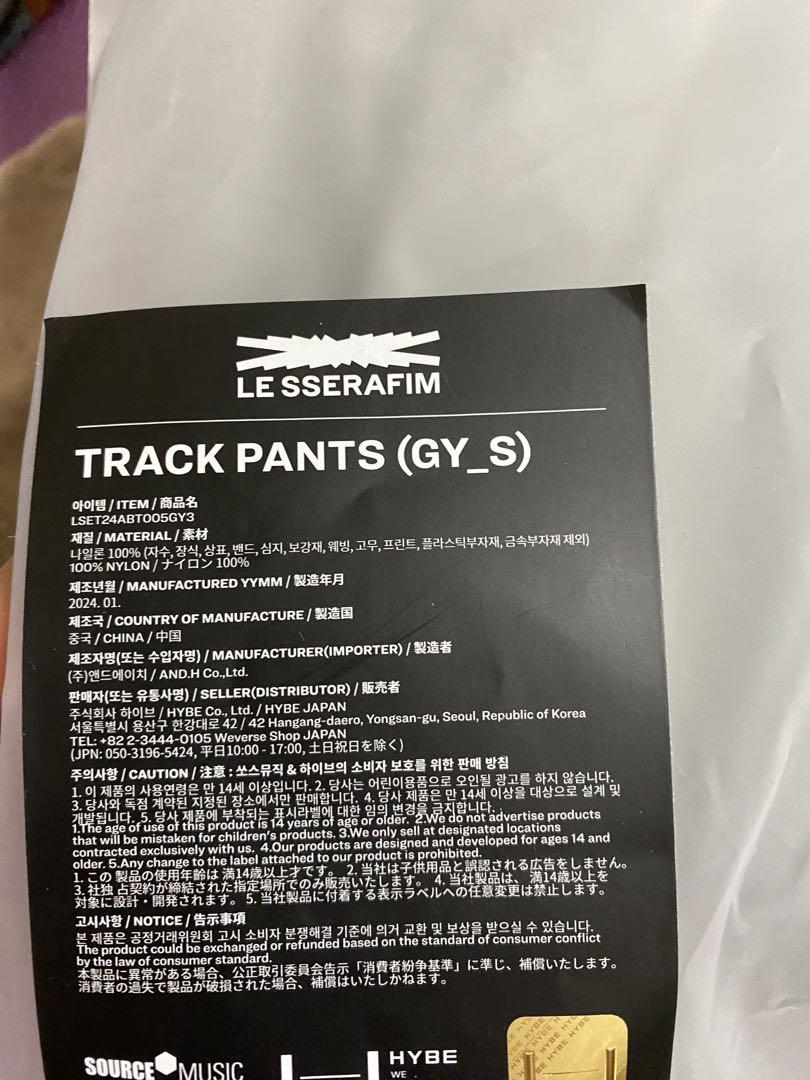 LE SSERAFIM
TRACK PANTS (GY_S)
아이템 / ITEM / 商品名
LSET24ABT005GY3
재질 / MATERIAL / 素材
나일론 100% (자수, 장식, 상표, 밴드, 심지, 보강재, 웨빙, 고무, 프린트, 플라스틱부자재, 금속부자재 제외)
100% NYLON / ナイロン 100%
제조년월 / MANUFACTURED YYMM / 製造年月
2024. 01.
제조국 / COUNTRY OF MANUFACTURE / 製造国
중국 / CHINA / 中国
제조자명(또는 수입자명) / MANUFACTURER(IMPORTER) / 製造者
(주)앤드에이치 / AND.H Co.,Ltd.
판매자(또는 유통사명) / SELLER(DISTRIBUTOR) / 販売者
주식회사 하이브 / HYBE Co., Ltd. / HYBE JAPAN
서울특별시 용산구 한강대로 42 / 42 Hangang-daero, Yongsan-gu, Seoul, Republic of Korea
TEL: +82 2-3444-0105 Weverse Shop JAPAN
(JPN: 050-3196-5424, 平日10:00 - 17:00, 土日祝日を除く)
주의사항 / CAUTION / 注意 : 쏘스뮤직 & 하이브의 소비자 보호를 위한 판매 방침
1. 이 제품의 사용연령은 만 14세 이상입니다. 2. 당사는 어린이용품으로 오인될 광고를 하지 않습니다.
3. 당사와 독점 계약된 지정된 장소에서만 판매합니다. 4. 당사 제품은 만 14세 이상을 대상으로 설계 및
개발됩니다. 5. 당사 제품에 부착되는 표시라벨에 대한 임의 변경을 금지합니다.
1.The age of use of this product is 14 years of age or older. 2.We do not advertise products
that will be mistaken for children's products. 3.We only sell at designated locations
contracted exclusively with us. 4.Our products are designed and developed for ages 14 and
older. 5.Any change to the label attached to our product is prohibited.
1. この 製品の使用年齢は 満14歳以上才です。 2. 当社は子供用品と誤認される広告をしません。
3. 社独 占契約が締結された指定場所でのみ販売いたします。 4. 当社製品は、満14歳以上を
対象に設計・開発されます。 5. 当社製品に付着する表示ラベルへの任意変更は禁止します。
고시사항 / NOTICE / 告示事項
본 제품은 공정거래위원회 고시 소비자 분쟁해결 기준에 의거 교환 및 보상을 받으실 수 있습니다.
The product could be exchanged or refunded based on the standard of consumer conflict
by the law of consumer standard.
本製品に異常がある場合、公正取引委員会告示「消費者紛争基準」に準じ、補償いたします。
消費者の過失で製品が破損された場合、補償はいたしかねます。
SOURCE MUSIC
HYBE
WE
HYBE HYBE HYBE